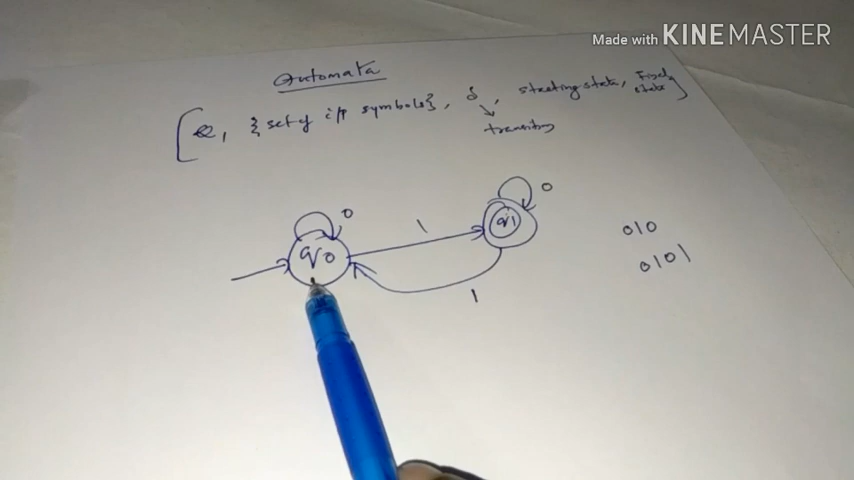 Made with KINEMASTER
Automata
[Q, {set of i/p symbols}, δ, starting state, Final state]
transition
0
0
1
q1
010
q0
0101
1